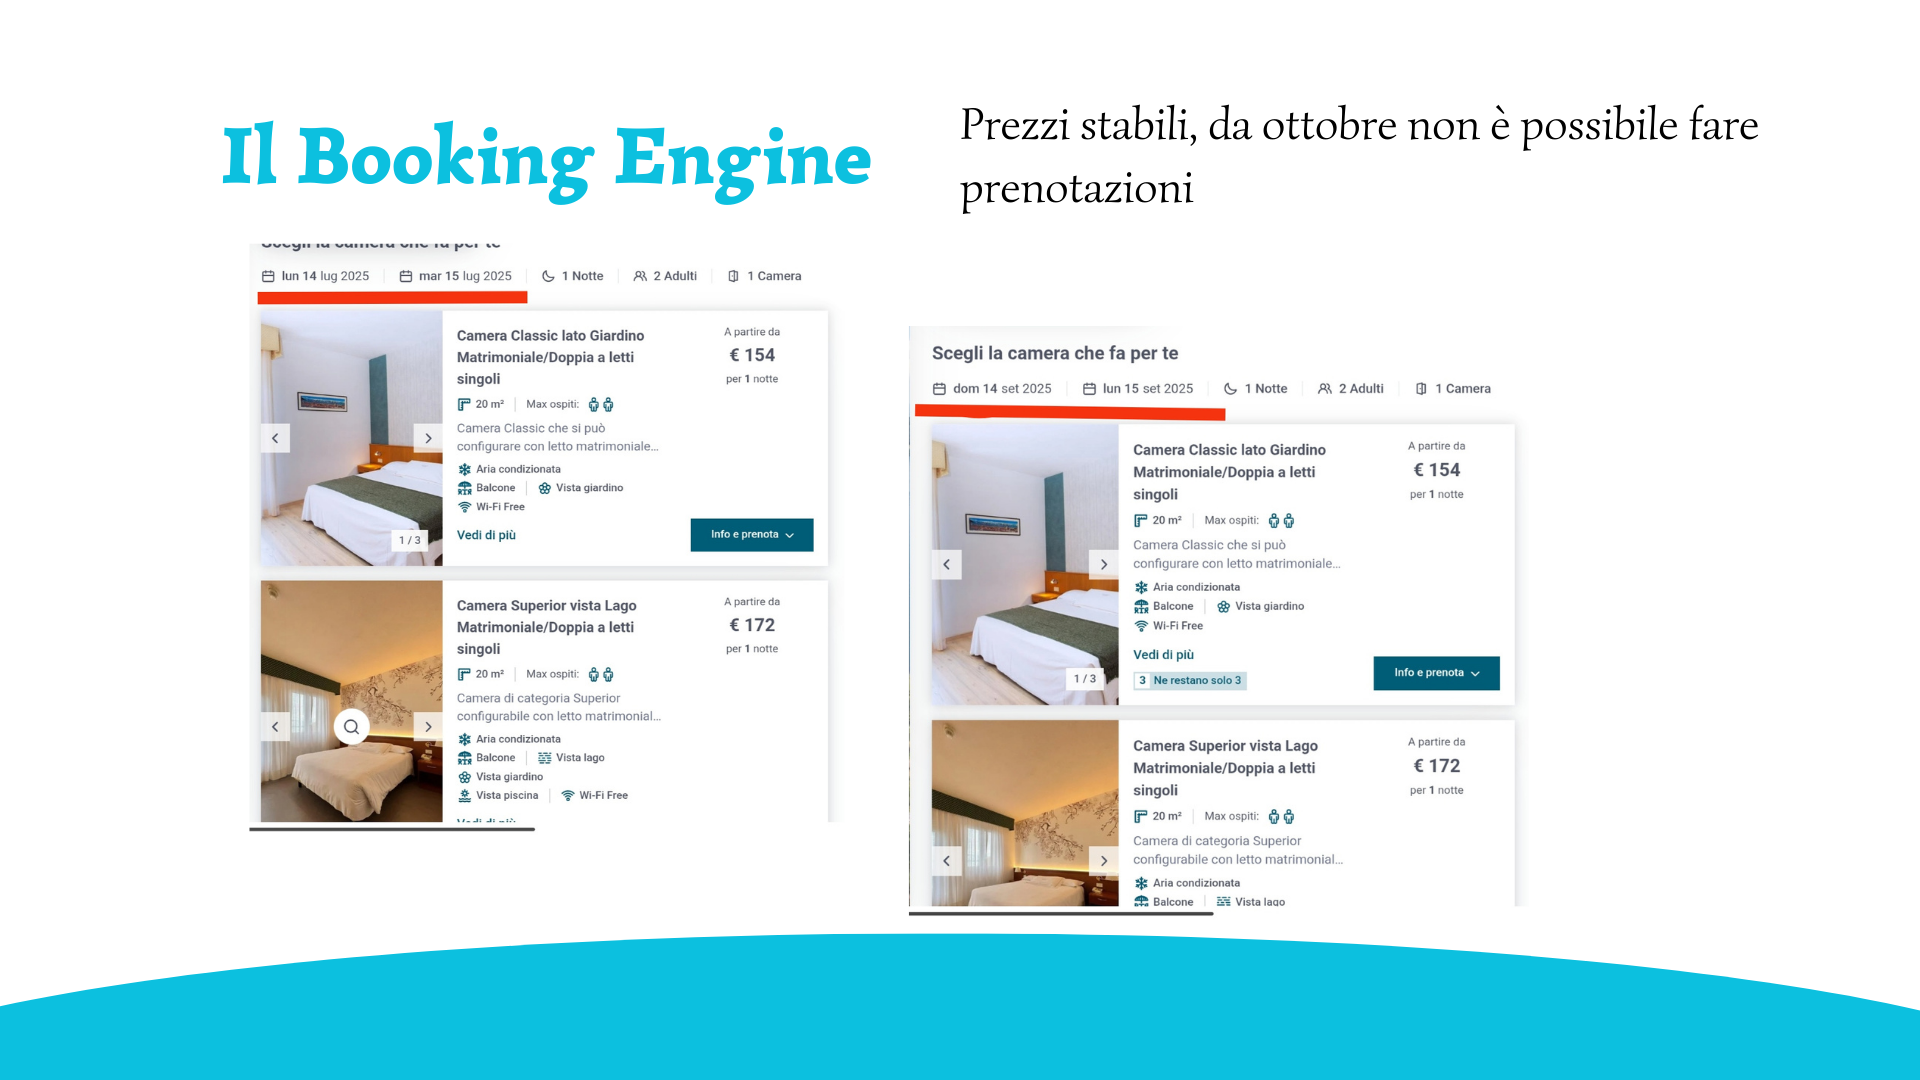 Il Booking Engine
Prezzi stabili, da ottobre non è possibile fare
prenotazioni
Scegli la camera che fa per te
lun 14 lug 2025 mar 15 lug 2025 1 Notte 2 Adulti 1 Camera
Camera Classic lato Giardino
Matrimoniale/Doppia a letti
singoli
A partire da
€ 154
per 1 notte
20 m² Max ospiti:
Camera Classic che si può
configurare con letto matrimoniale...
Aria condizionata
Balcone Vista giardino
Wi-Fi Free
1 / 3
Vedi di più
Info e prenota
Camera Superior vista Lago
Matrimoniale/Doppia a letti
singoli
A partire da
€ 172
per 1 notte
20 m² Max ospiti:
Camera di categoria Superior
configurabile con letto matrimonial...
Aria condizionata
Balcone Vista lago
Vista giardino
Vista piscina Wi-Fi Free
Vedi di più
Scegli la camera che fa per te
dom 14 set 2025 lun 15 set 2025 1 Notte 2 Adulti 1 Camera
Camera Classic lato Giardino
Matrimoniale/Doppia a letti
singoli
A partire da
€ 154
per 1 notte
20 m² Max ospiti:
Camera Classic che si può
configurare con letto matrimoniale...
Aria condizionata
Balcone Vista giardino
Wi-Fi Free
Vedi di più
1 / 3
3 Ne restano solo 3
Info e prenota
Camera Superior vista Lago
Matrimoniale/Doppia a letti
singoli
A partire da
€ 172
per 1 notte
20 m² Max ospiti:
Camera di categoria Superior
configurabile con letto matrimonial...
Aria condizionata
Balcone Vista lago